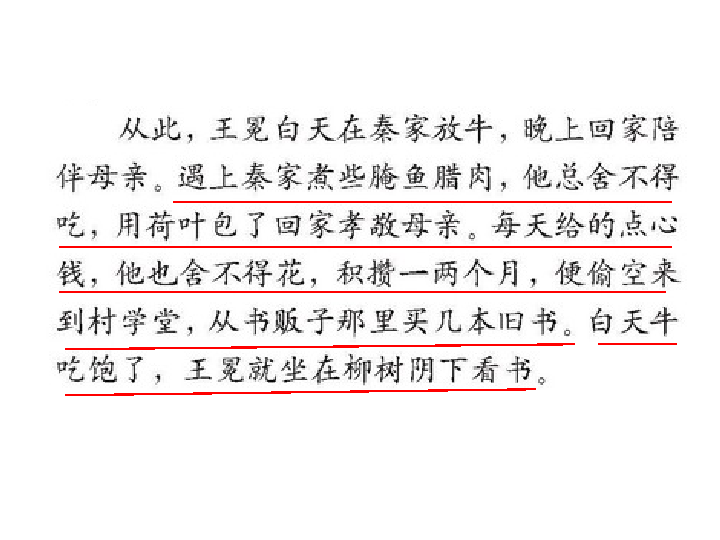 从此，王冕白天在秦家放牛，晚上回家陪
伴母亲。遇上秦家煮些腌鱼腊肉，他总舍不得
吃，用荷叶包了回家孝敬母亲。每天给的点心
钱，他也舍不得花，积攒一两个月，便偷空来
到村学堂，从书贩子那里买几本旧书。白天牛
吃饱了，王冕就坐在柳树阴下看书。